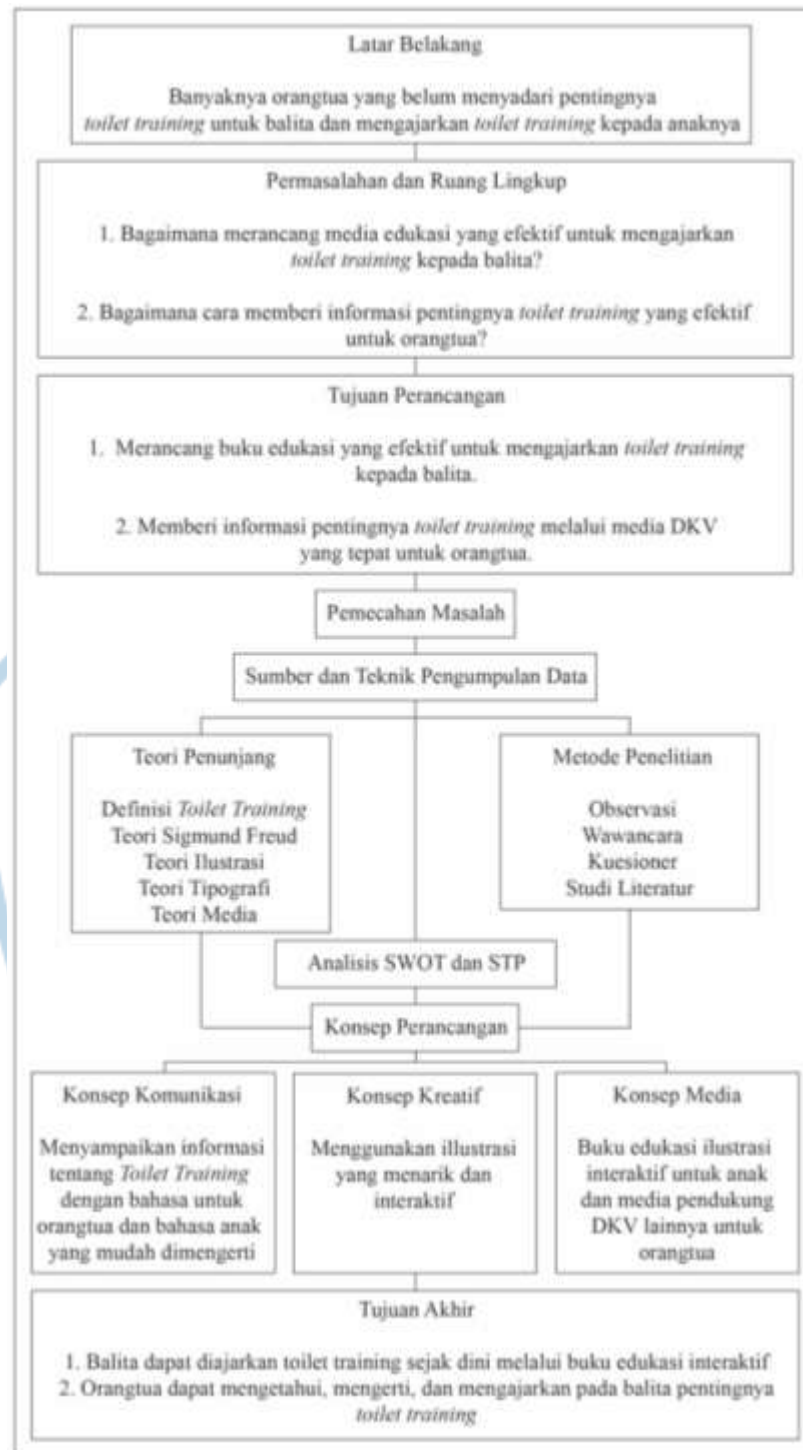 Latar Belakang
Banyaknya orangtua yang belum menyadari pentingnya
toilet training untuk balita dan mengajarkan toilet training kepada anaknya
Permasalahan dan Ruang Lingkup
1. Bagaimana merancang media edukasi yang efektif untuk mengajarkan
toilet training kepada balita?
2. Bagaimana cara memberi informasi pentingnya toilet training yang efektif
untuk orangtua?
Tujuan Perancangan
1. Merancang buku edukasi yang efektif untuk mengajarkan toilet training
kepada balita.
2. Memberi informasi pentingnya toilet training melalui media DKV
yang tepat untuk orangtua.
Pemecahan Masalah
Sumber dan Teknik Pengumpulan Data
Teori Penunjang
Definisi Toilet Training
Teori Sigmund Freud
Teori Ilustrasi
Teori Tipografi
Teori Media
Metode Penelitian
Observasi
Wawancara
Kuesioner
Studi Literatur
Analisis SWOT dan STP
Konsep Perancangan
Konsep Komunikasi
Menyampaikan informasi
tentang Toilet Training
dengan bahasa untuk
orangtua dan bahasa anak
yang mudah dimengerti
Konsep Kreatif
Menggunakan illustrasi
yang menarik dan
interaktif
Konsep Media
Buku edukasi ilustrasi
interaktif untuk anak
dan media pendukung
DKV lainnya untuk
orangtua
Tujuan Akhir
1. Balita dapat diajarkan toilet training sejak dini melalui buku edukasi interaktif
2. Orangtua dapat mengetahui, mengerti, dan mengajarkan pada balita pentingnya
toilet training